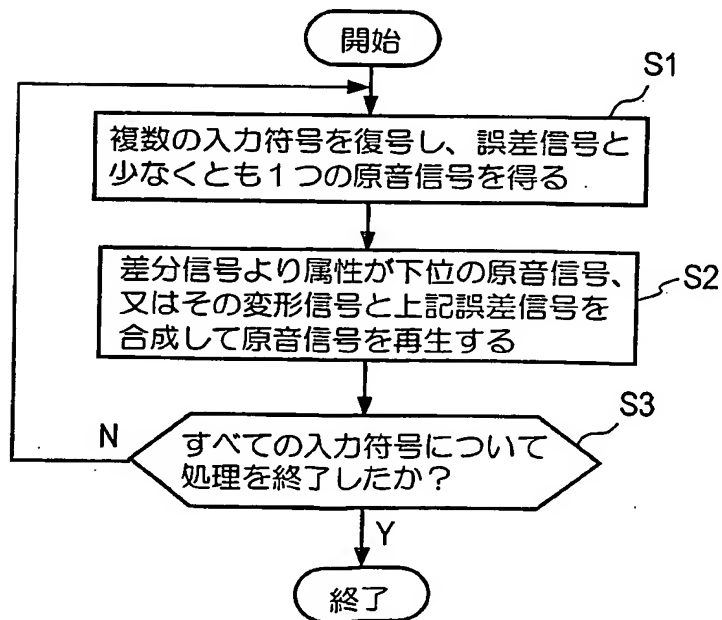 開始
S1
複数の入力符号を復号し、誤差信号と
少なくとも1つの原音信号を得る
差分信号より属性が下位の原音信号、
又はその変形信号と上記誤差信号を
合成して原音信号を再生する
S2
S3
N
すべての入力符号について
処理を終了したか?
Y
終了